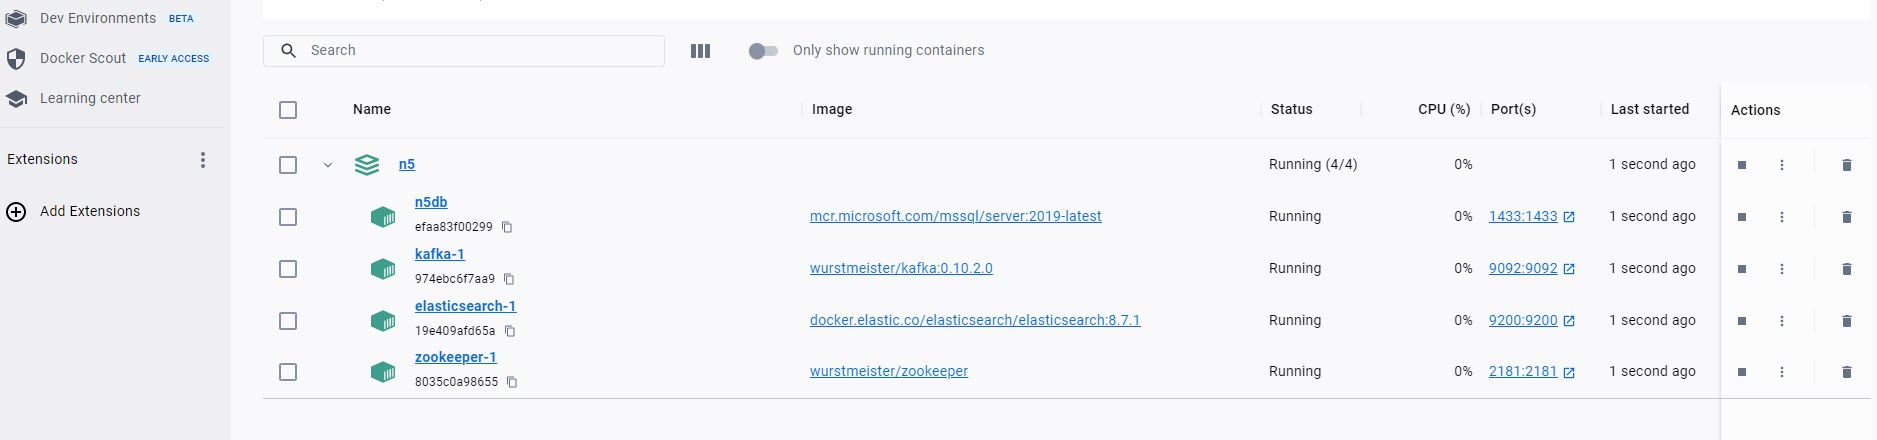 Dev Environments BETA
Docker Scout EARLY ACCESS
Learning center
Extensions
Add Extensions
Search
Only show running containers
Name Image Status CPU (%) Port(s) Last started Actions
n5 Running (4/4) 0% 1 second ago
n5db
efaa83f00299
mcr.microsoft.com/mssql/server:2019-latest Running 0% 1433:1433 1 second ago
kafka-1
974ebc6f7aa9
wurstmeister/kafka:0.10.2.0 Running 0% 9092:9092 1 second ago
elasticsearch-1
19e409afd65a
docker.elastic.co/elasticsearch/elasticsearch:8.7.1 Running 0% 9200:9200 1 second ago
zookeeper-1
8035c0a98655
wurstmeister/zookeeper Running 0% 2181:2181 1 second ago